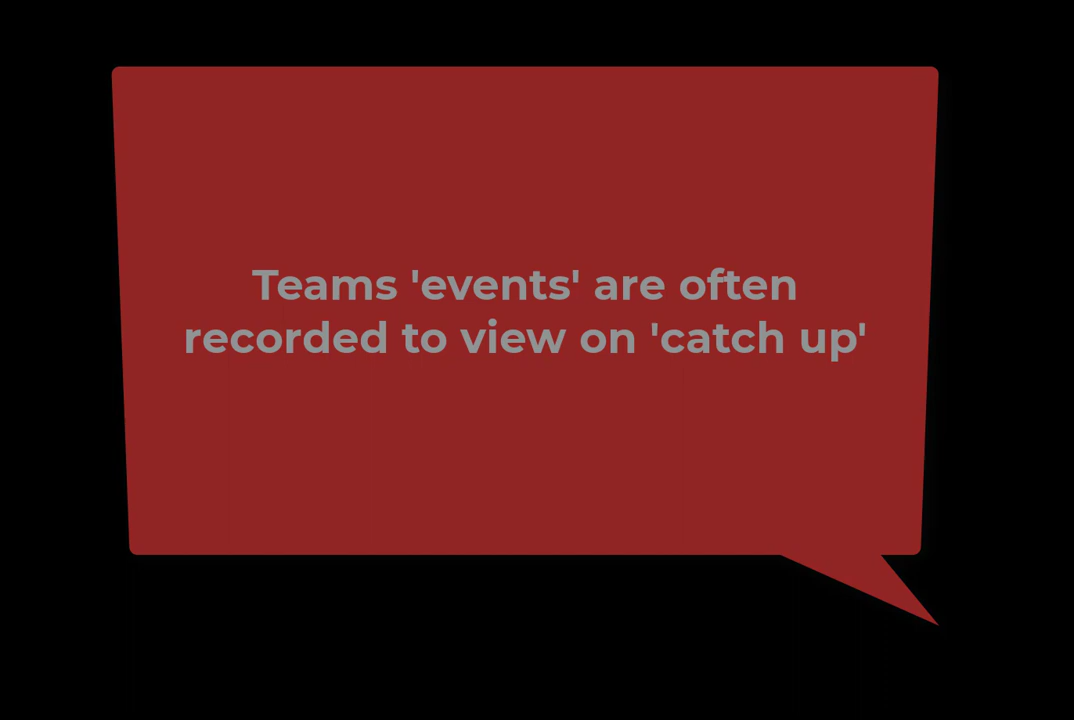 Teams 'events' are often
recorded to view on 'catch up'